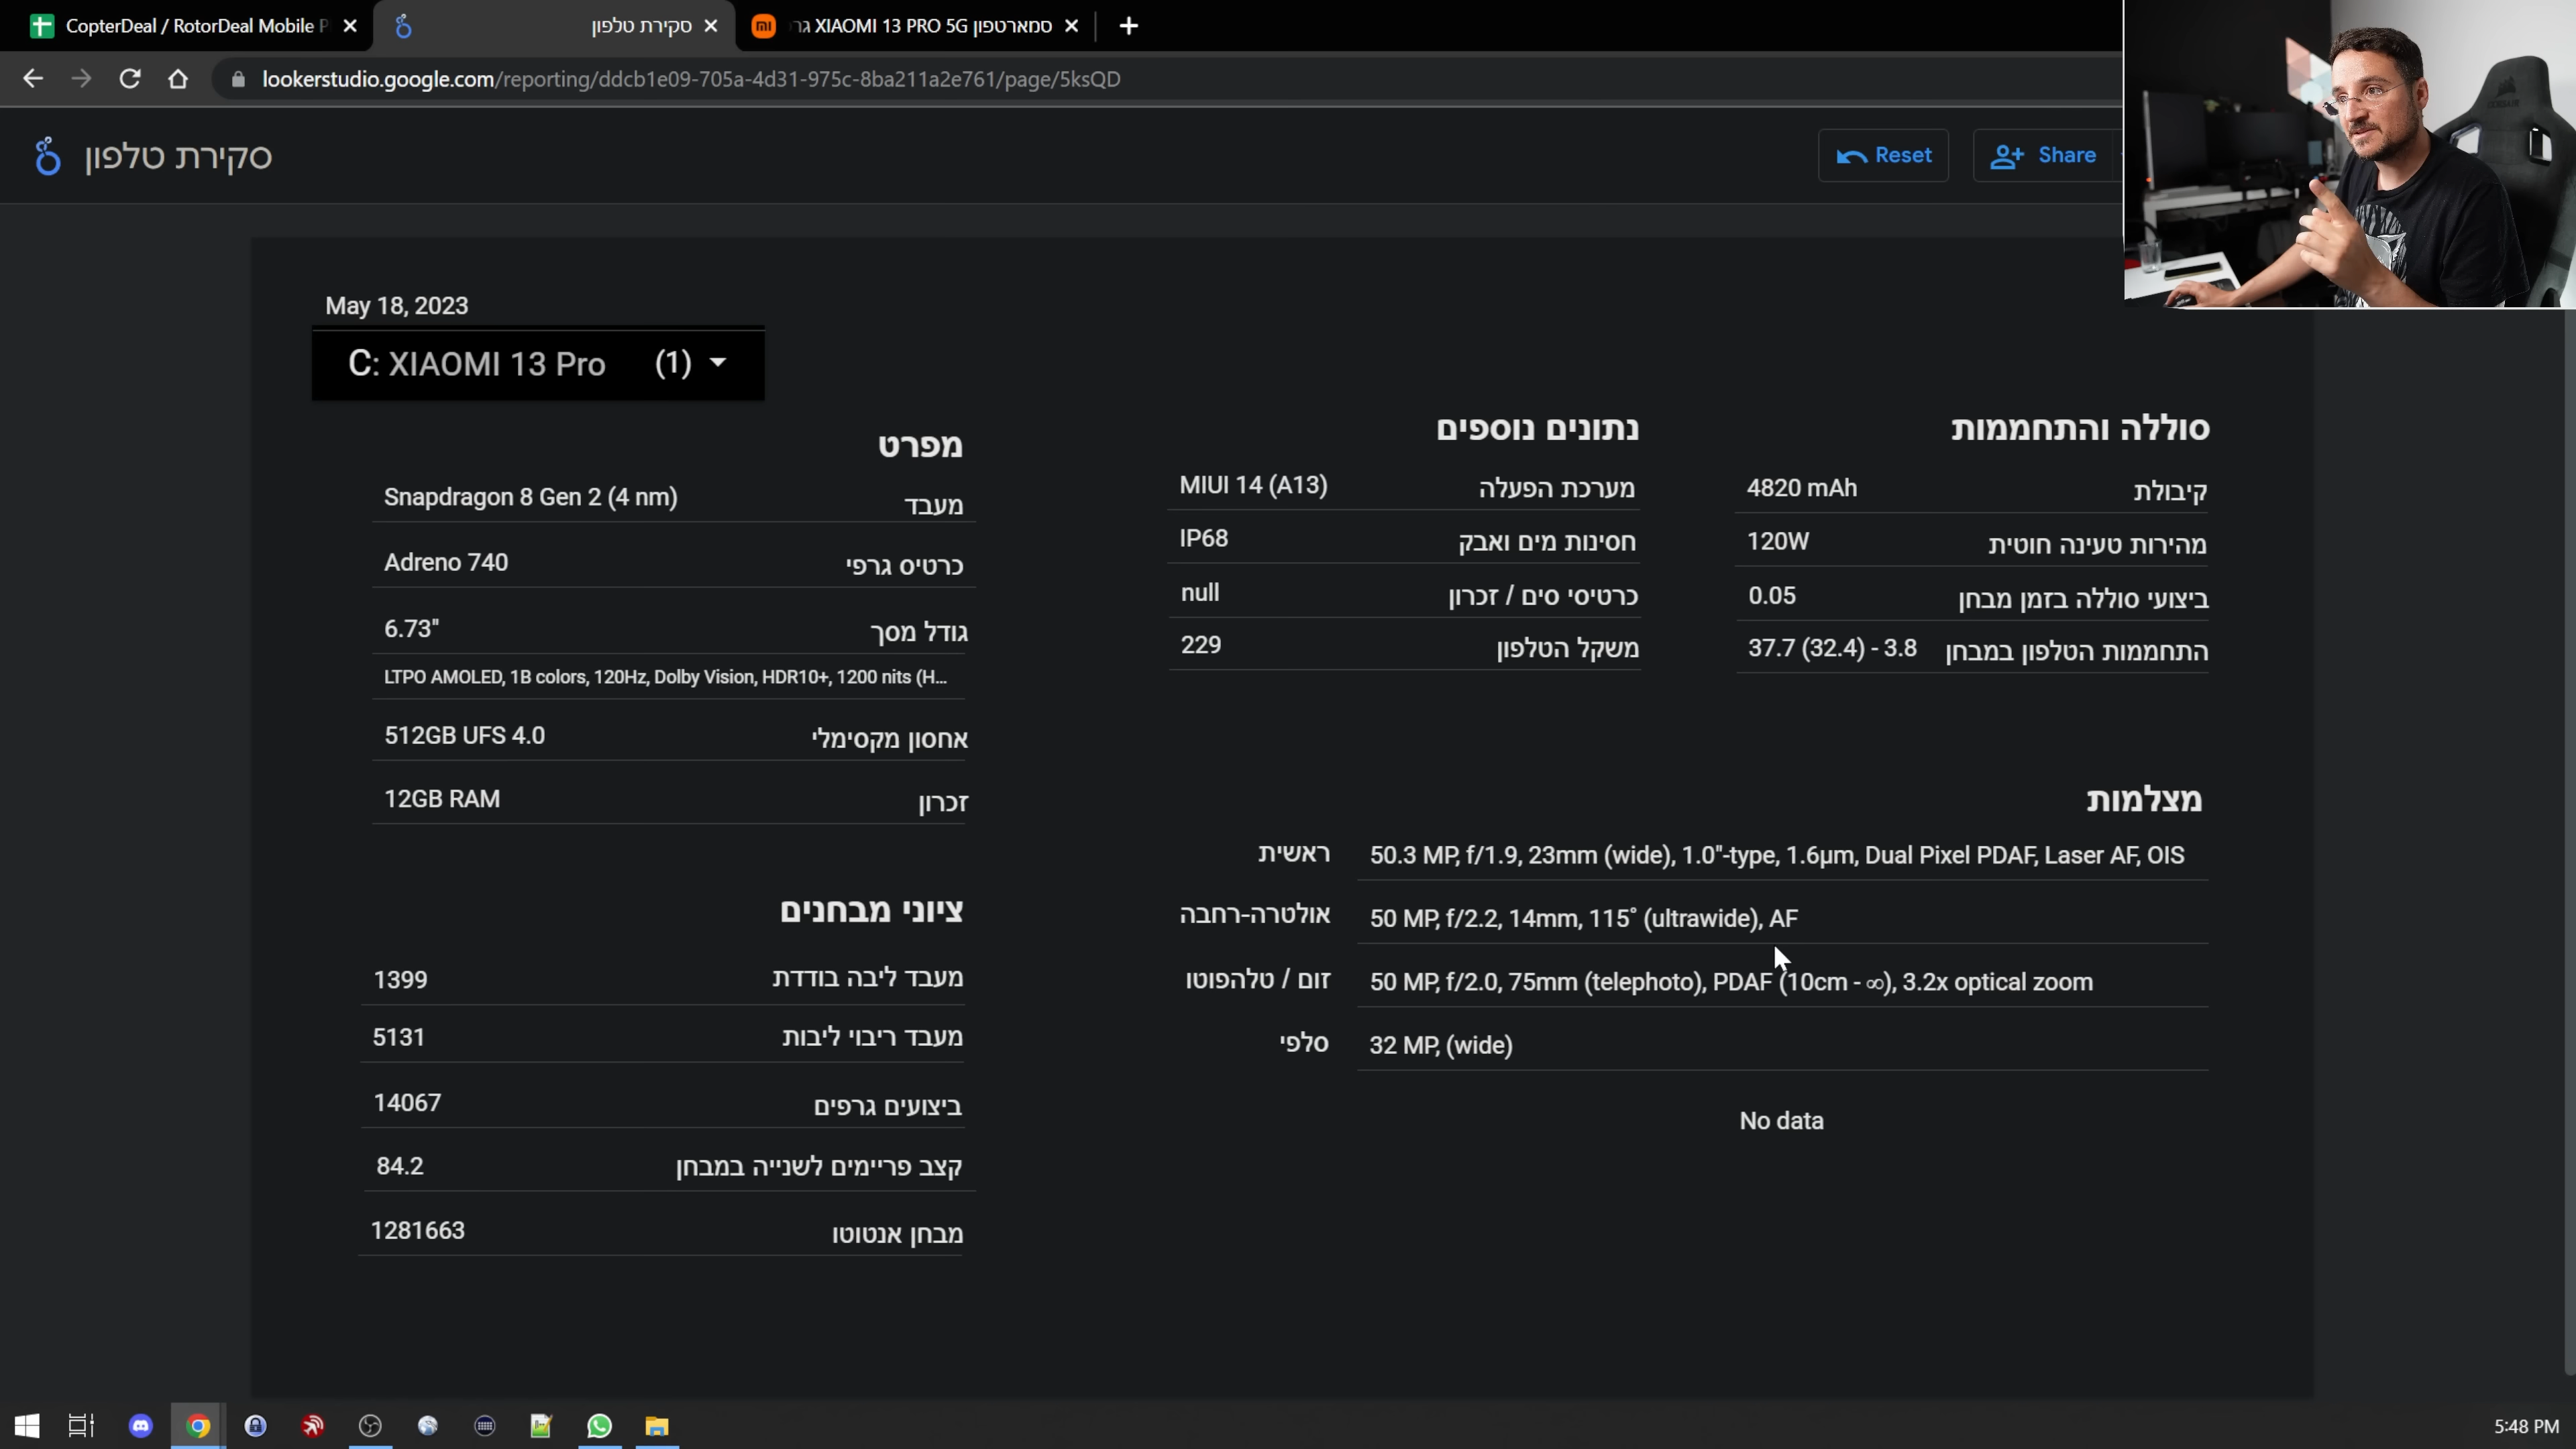 CopterDeal / RotorDeal Mobile P
סקירת טלפון
סמארטפון XIAOMI 13 PRO 5G גר
lookerstudio.google.com/reporting/ddcb1e09-705a-4d31-975c-8ba211a2e761/page/5ksQD
סקירת טלפון
Reset
Share
May 18, 2023
C: XIAOMI 13 Pro (1)
מפרט
מעבד Snapdragon 8 Gen 2 (4 nm)
כרטיס גרפי Adreno 740
גודל מסך 6.73"
LTPO AMOLED, 1B colors, 120Hz, Dolby Vision, HDR10+, 1200 nits (H...
אחסון מקסימלי 512GB UFS 4.0
זכרון 12GB RAM
ציוני מבחנים
מעבד ליבה בודדת 1399
מעבד ריבוי ליבות 5131
ביצועים גרפים 14067
קצב פריימים לשנייה במבחן 84.2
מבחן אנטוטו 1281663
נתונים נוספים
מערכת הפעלה MIUI 14 (A13)
חסינות מים ואבק IP68
כרטיסי סים / זכרון null
משקל הטלפון 229
סוללה והתחממות
קיבולת 4820 mAh
מהירות טעינה חוטית 120W
ביצועי סוללה בזמן מבחן 0.05
התחממות הטלפון במבחן 37.7 (32.4) - 3.8
מצלמות
ראשית 50.3 MP, f/1.9, 23mm (wide), 1.0"-type, 1.6µm, Dual Pixel PDAF, Laser AF, OIS
אולטרה-רחבה 50 MP, f/2.2, 14mm, 115˚ (ultrawide), AF
זום / טלהפוטו 50 MP, f/2.0, 75mm (telephoto), PDAF (10cm - ∞), 3.2x optical zoom
סלפי 32 MP, (wide)
No data
5:48 PM